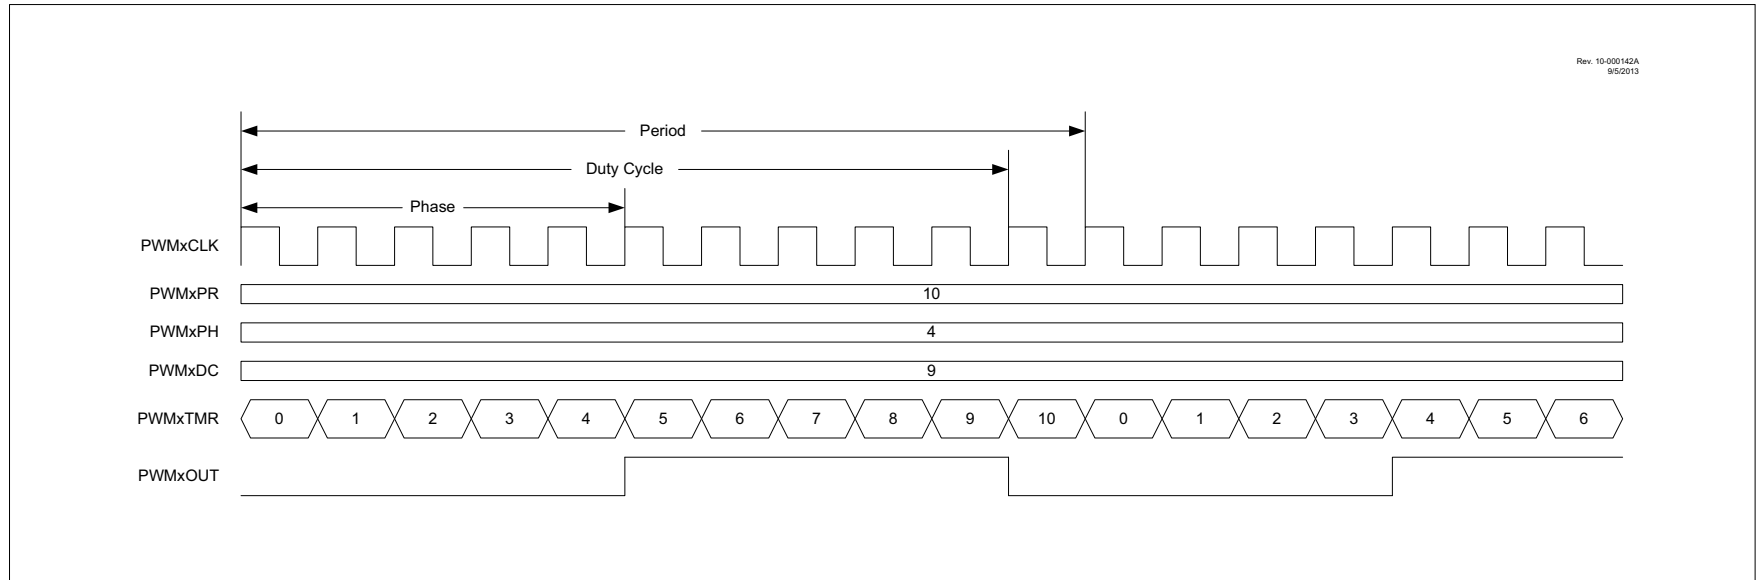 Rev. 10-000142A
9/5/2013
Period
Duty Cycle
Phase
PWMxCLK
PWMxPR 10
PWMxPH 4
PWMxDC 9
PWMxTMR 0 1 2 3 4 5 6 7 8 9 10 0 1 2 3 4 5 6
PWMxOUT